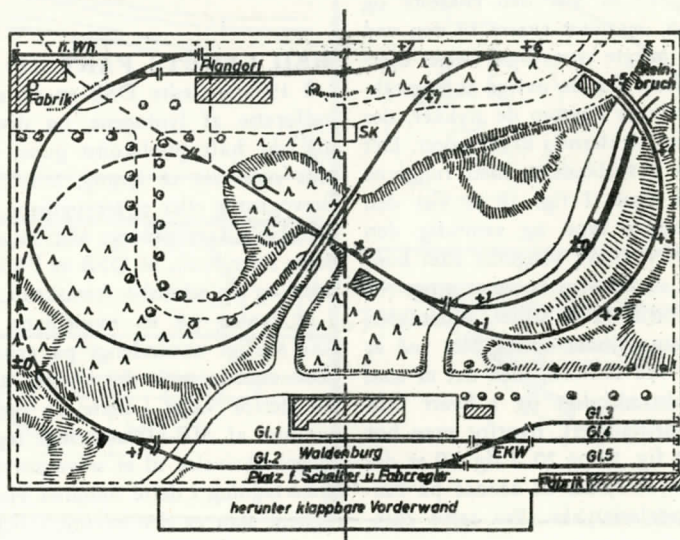 n. Wh.
Plandorf
+7
+6
+5
Stein-
bruch
Fabrik
+7
SK
±0
+3
±0
+1
+2
+1
±0
+1
Gl.3
Gl.1
Gl.4
Waldenburg
EKW
Gl.2
Gl.5
Platz f. Schalter u. Fahrregler
Fabrik
herunter klappbare Vorderwand